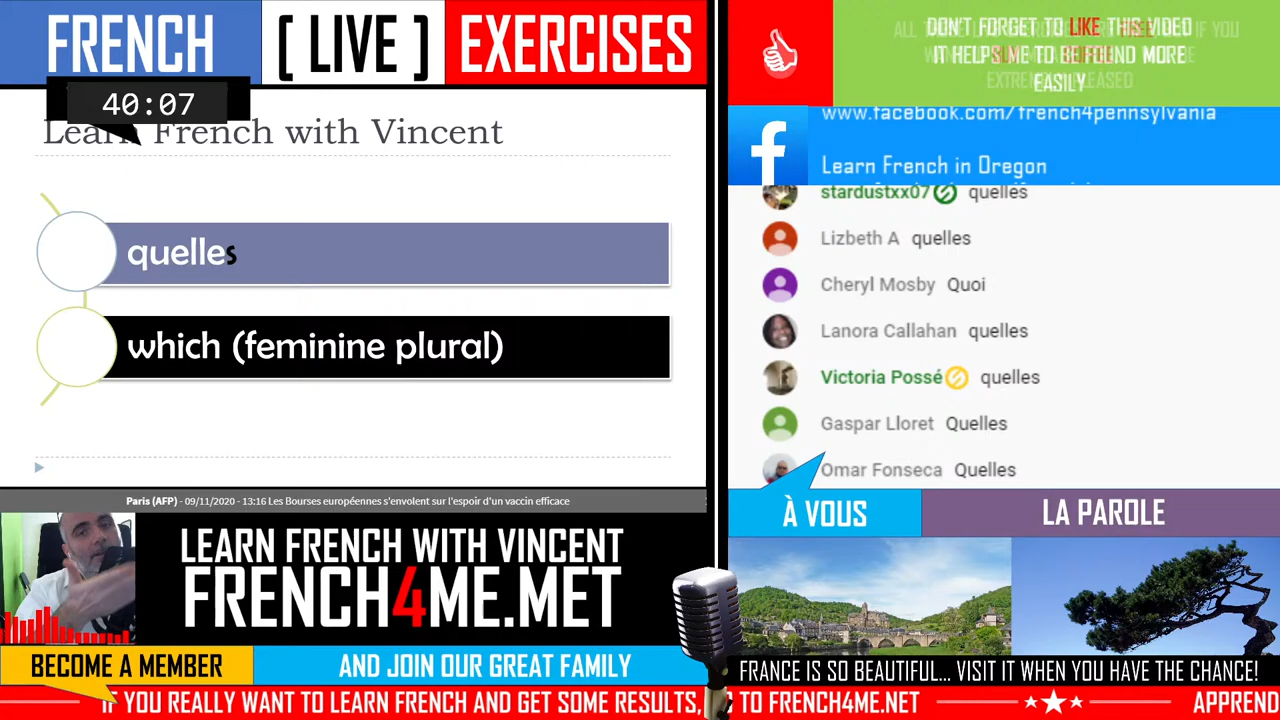 FRENCH [ LIVE ] EXERCISES
40:07
Learn French with Vincent
quelles
which (feminine plural)
Paris (AFP) - 09/11/2020 - 13:16 Les Bourses européennes s'envolent sur l'espoir d'un vaccin efficace
LEARN FRENCH WITH VINCENT
FRENCH4ME.MET
BECOME A MEMBER
AND JOIN OUR GREAT FAMILY
DON'T FORGET TO LIKE THIS VIDEO
IT HELPS ME TO BE FOUND MORE
EASILY
www.facebook.com/french4pennsylvania
Learn French in Oregon
stardustxx07 quelles
Lizbeth A quelles
Cheryl Mosby Quoi
Lanora Callahan quelles
Victoria Possé quelles
Gaspar Lloret Quelles
Omar Fonseca Quelles
À VOUS
LA PAROLE
FRANCE IS SO BEAUTIFUL... VISIT IT WHEN YOU HAVE THE CHANCE!
IF YOU REALLY WANT TO LEARN FRENCH AND GET SOME RESULTS, TO FRENCH4ME.NET APPREND